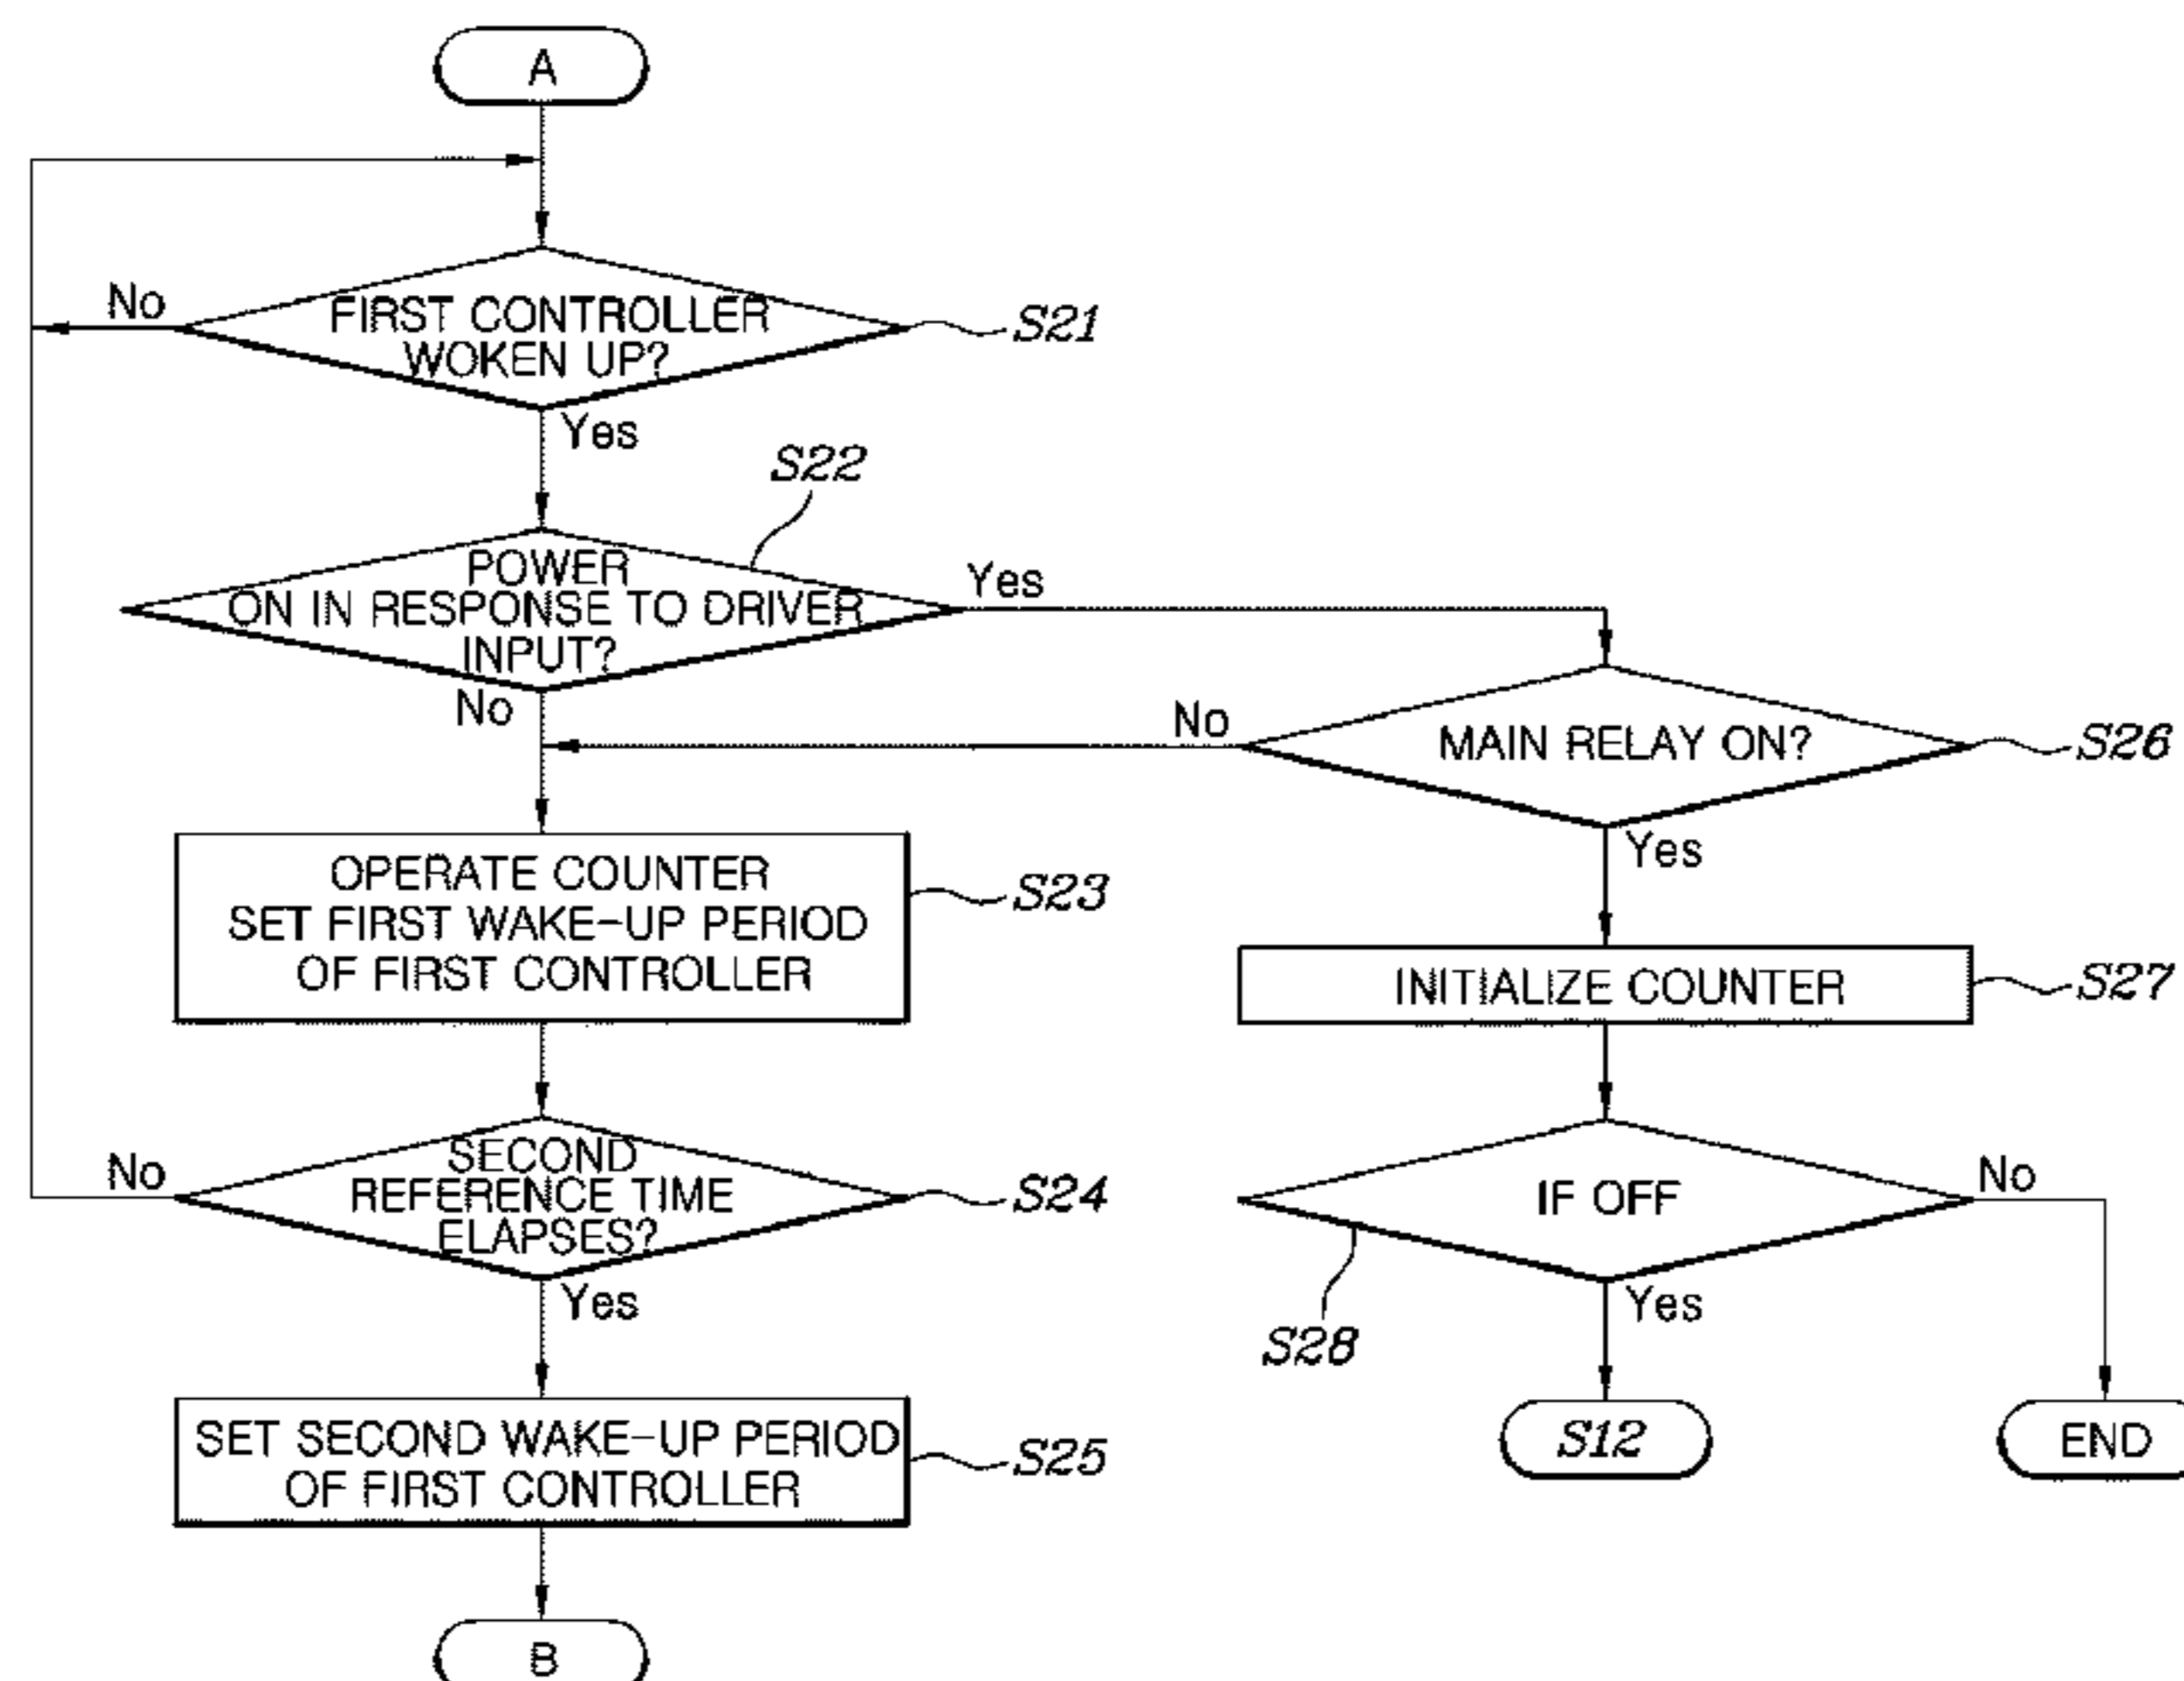 A
No
FIRST CONTROLLER
WOKEN UP?
S21
Yes
S22
POWER
ON IN RESPONSE TO DRIVER
INPUT?
Yes
No
No
MAIN RELAY ON?
S26
Yes
OPERATE COUNTER
SET FIRST WAKE-UP PERIOD
OF FIRST CONTROLLER
S23
INITIALIZE COUNTER
S27
No
SECOND
REFERENCE TIME
ELAPSES?
S24
Yes
IF OFF
No
S28
Yes
SET SECOND WAKE-UP PERIOD
OF FIRST CONTROLLER
S25
S12
END
B